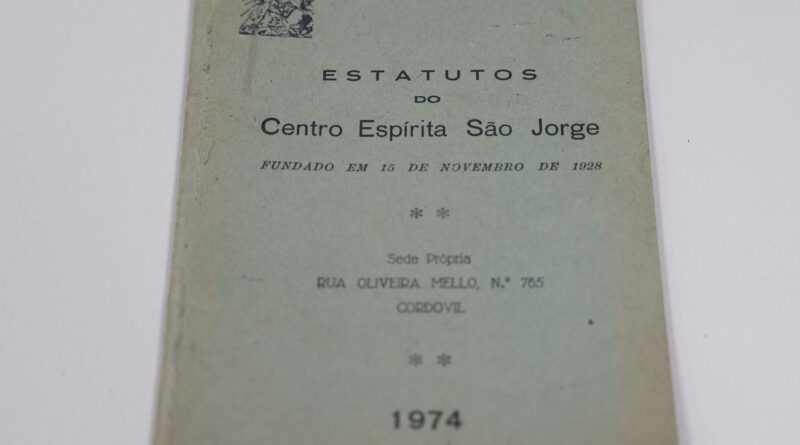 ESTATUTOS
DO
Centro Espírita São Jorge
FUNDADO EM 15 DE NOVEMBRO DE 1928
* *
Sede Própria
RUA OLIVEIRA MELLO, N.º 765
CORDOVIL
* *
1974